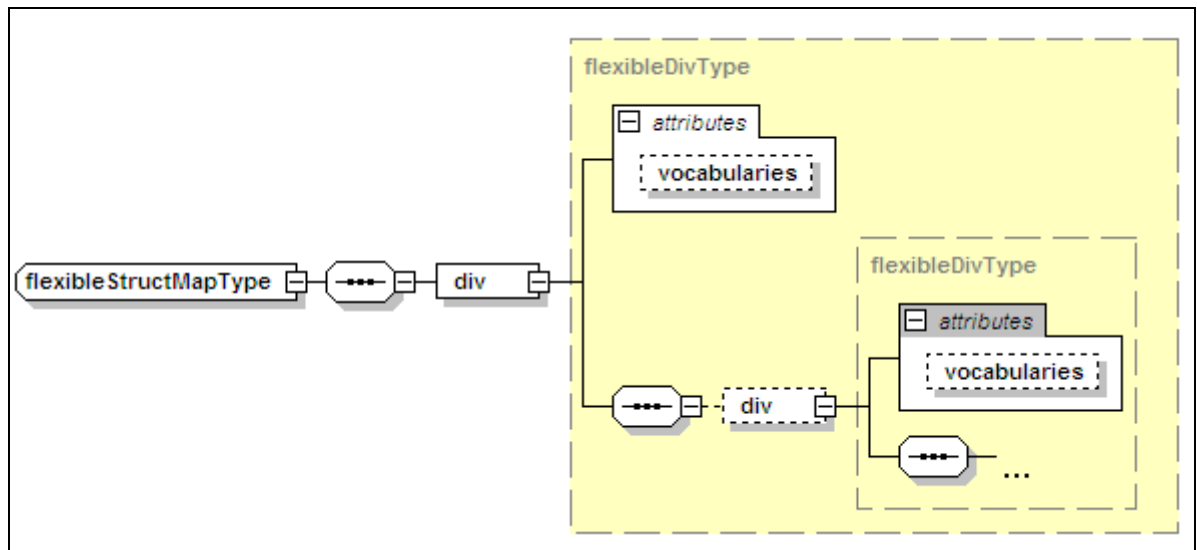 flexibleDivType
attributes
vocabularies
flexibleStructMapType
div
flexibleDivType
attributes
vocabularies
div
...